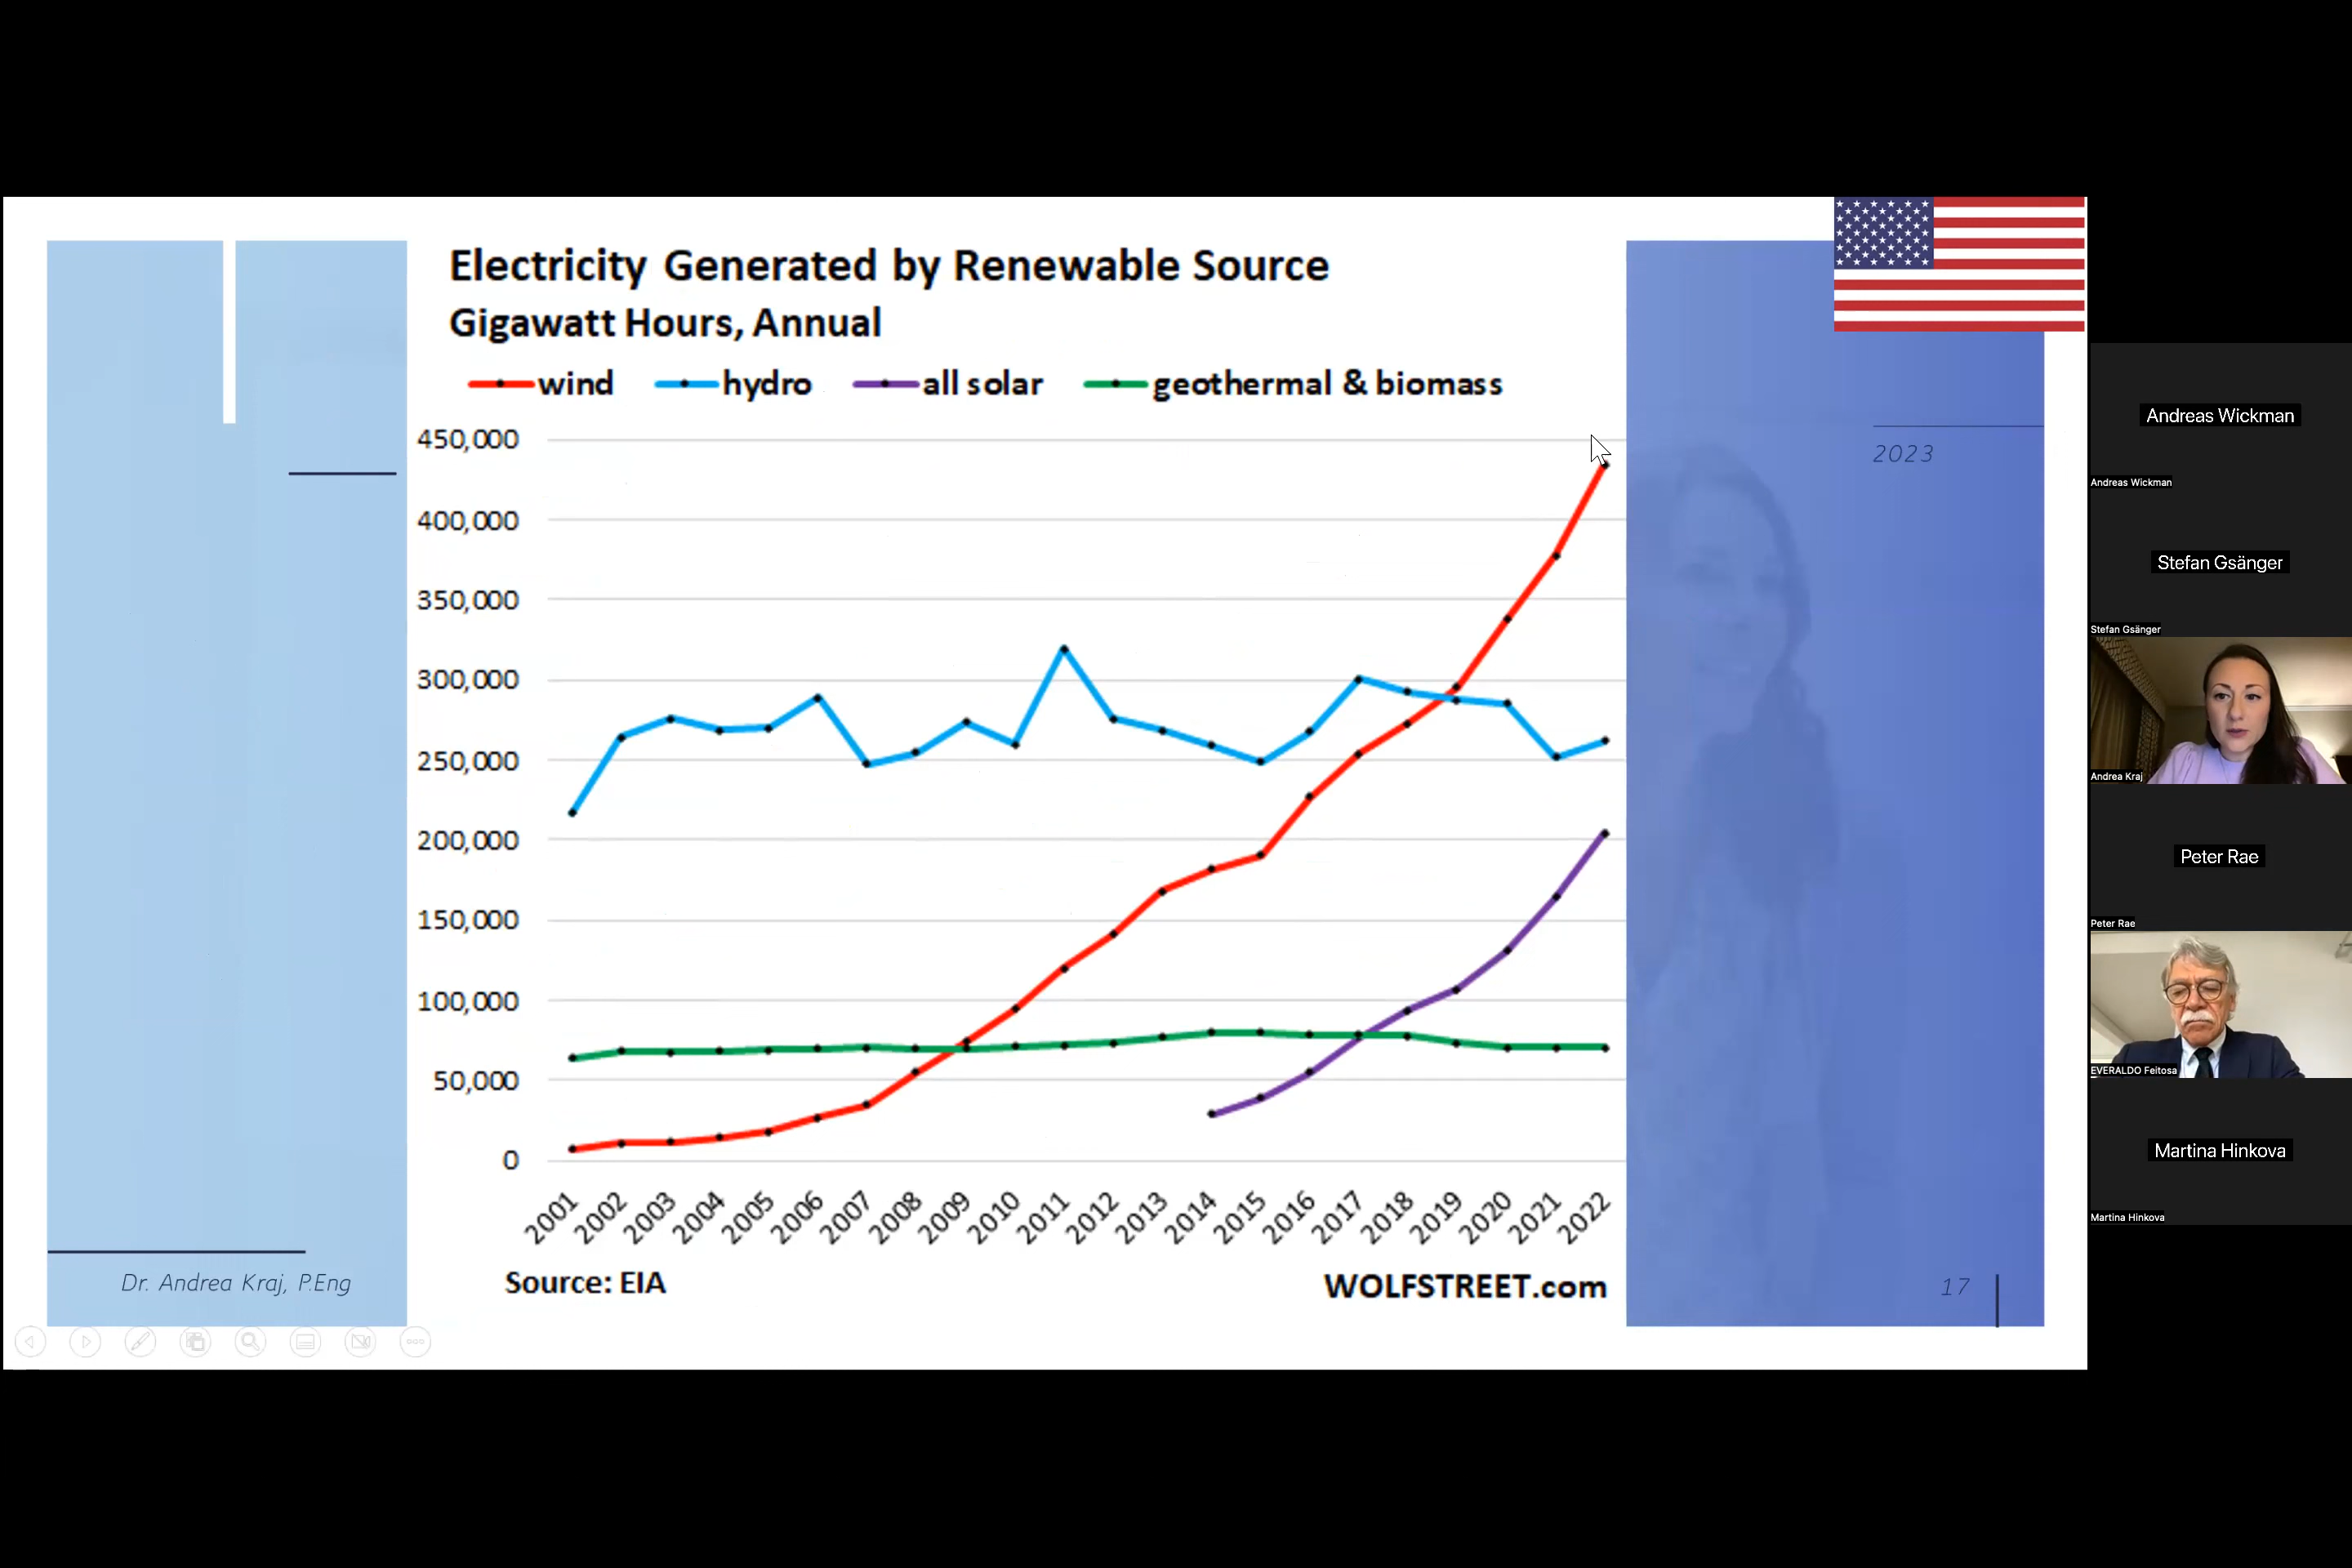 Electricity Generated by Renewable Source
Gigawatt Hours, Annual
wind hydro all solar geothermal & biomass
450,000
400,000
350,000
300,000
250,000
200,000
150,000
100,000
50,000
0
2001 2002 2003 2004 2005 2006 2007 2008 2009 2010 2011 2012 2013 2014 2015 2016 2017 2018 2019 2020 2021 2022
Source: EIA
WOLFSTREET.com
Dr. Andrea Kraj, P.Eng
2023
17
Andreas Wickman
Andreas Wickman
Stefan Gsänger
Stefan Gsänger
Andrea Kraj
Peter Rae
Peter Rae
EVERALDO Feitosa
Martina Hinkova
Martina Hinkova